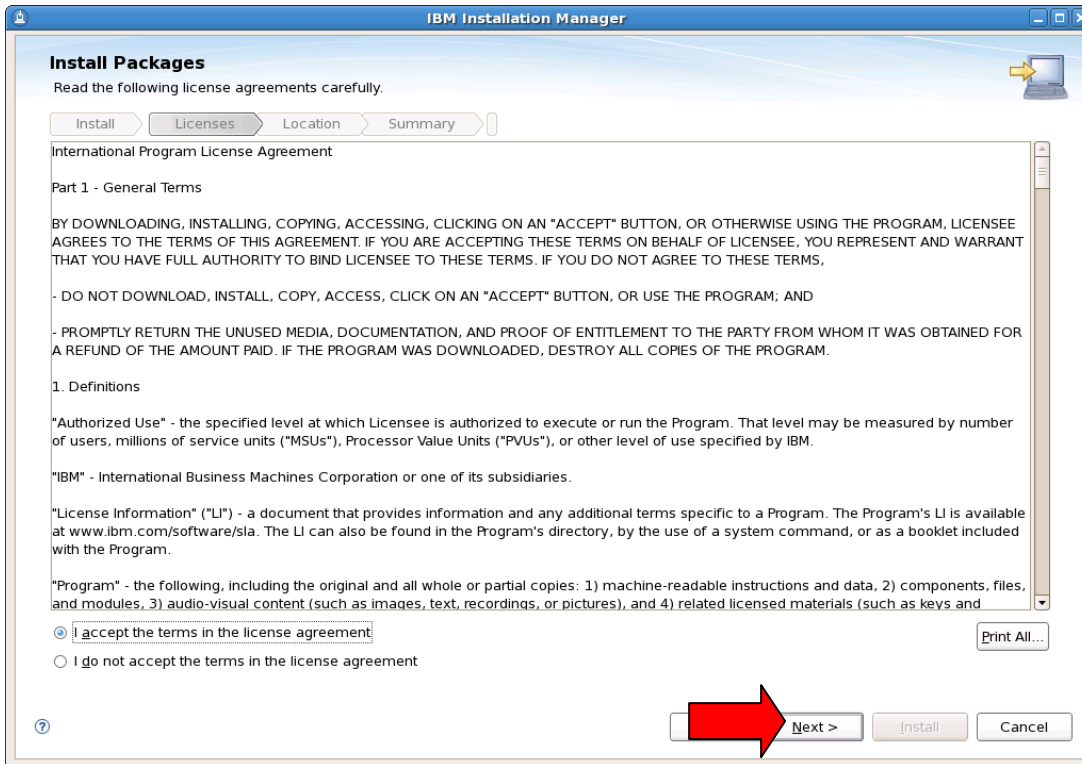 IBM Installation Manager
Install Packages
Read the following license agreements carefully.
Install
Licenses
Location
Summary
International Program License Agreement
Part 1 - General Terms
BY DOWNLOADING, INSTALLING, COPYING, ACCESSING, CLICKING ON AN "ACCEPT" BUTTON, OR OTHERWISE USING THE PROGRAM, LICENSEE
AGREES TO THE TERMS OF THIS AGREEMENT. IF YOU ARE ACCEPTING THESE TERMS ON BEHALF OF LICENSEE, YOU REPRESENT AND WARRANT
THAT YOU HAVE FULL AUTHORITY TO BIND LICENSEE TO THESE TERMS. IF YOU DO NOT AGREE TO THESE TERMS,
- DO NOT DOWNLOAD, INSTALL, COPY, ACCESS, CLICK ON AN "ACCEPT" BUTTON, OR USE THE PROGRAM; AND
- PROMPTLY RETURN THE UNUSED MEDIA, DOCUMENTATION, AND PROOF OF ENTITLEMENT TO THE PARTY FROM WHOM IT WAS OBTAINED FOR
A REFUND OF THE AMOUNT PAID. IF THE PROGRAM WAS DOWNLOADED, DESTROY ALL COPIES OF THE PROGRAM.
1. Definitions
"Authorized Use" - the specified level at which Licensee is authorized to execute or run the Program. That level may be measured by number
of users, millions of service units ("MSUs"), Processor Value Units ("PVUs"), or other level of use specified by IBM.
"IBM" - International Business Machines Corporation or one of its subsidiaries.
"License Information" ("LI") - a document that provides information and any additional terms specific to a Program. The Program's LI is available
at www.ibm.com/software/sla. The LI can also be found in the Program's directory, by the use of a system command, or as a booklet included
with the Program.
"Program" - the following, including the original and all whole or partial copies: 1) machine-readable instructions and data, 2) components, files,
and modules, 3) audio-visual content (such as images, text, recordings, or pictures), and 4) related licensed materials (such as keys and
I accept the terms in the license agreement
Print All...
I do not accept the terms in the license agreement
?
Next >
Install
Cancel